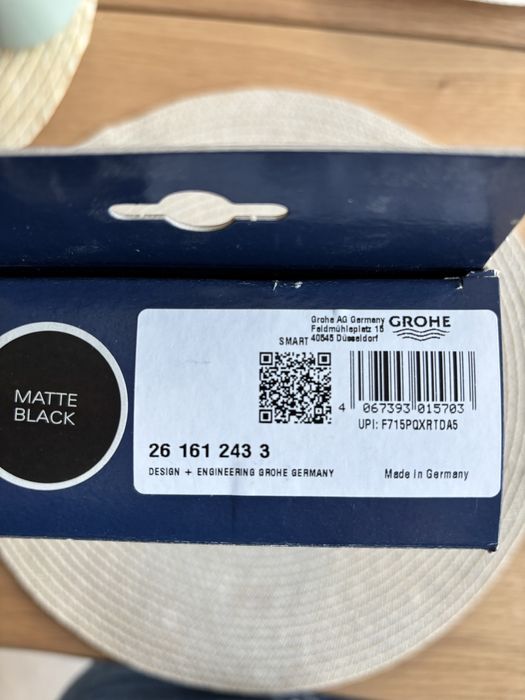 MATTE
BLACK
Grohe AG Germany
Feldmühleplatz 15
SMART 40545 Düsseldorf
GROHE
4 067393 015703
UPI: F715PQXRTDA5
26 161 243 3
DESIGN + ENGINEERING GROHE GERMANY
Made in Germany